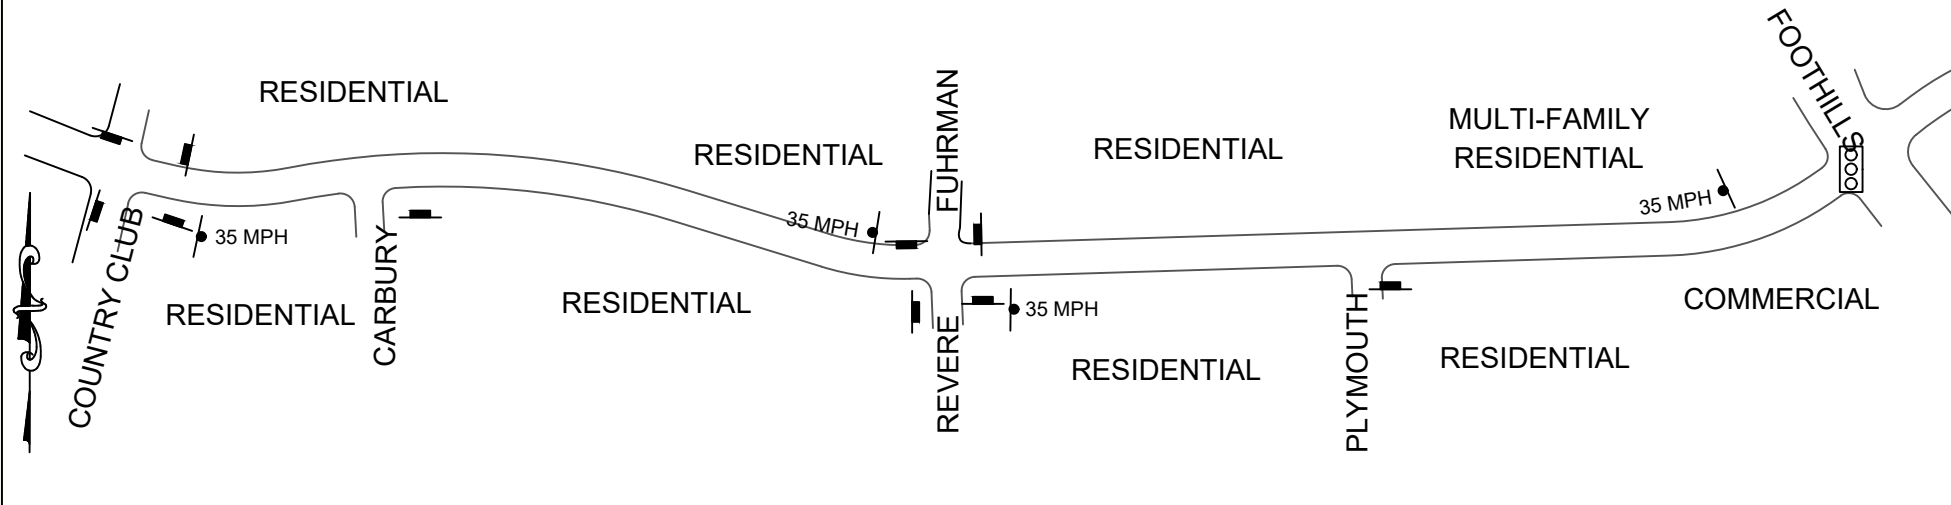 FOOTHILLS
RESIDENTIAL
FUHRMAN
MULTI-FAMILY
RESIDENTIAL
RESIDENTIAL
RESIDENTIAL
35 MPH
35 MPH
35 MPH
COUNTRY CLUB
CARBURY
RESIDENTIAL
RESIDENTIAL
35 MPH
REVERE
PLYMOUTH
COMMERCIAL
RESIDENTIAL
RESIDENTIAL